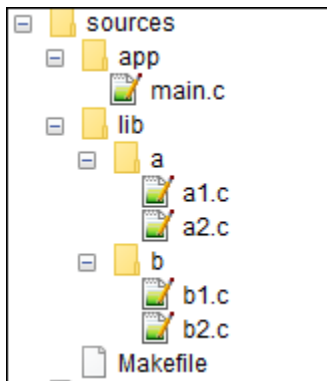 sources
app
main.c
lib
a
a1.c
a2.c
b
b1.c
b2.c
Makefile